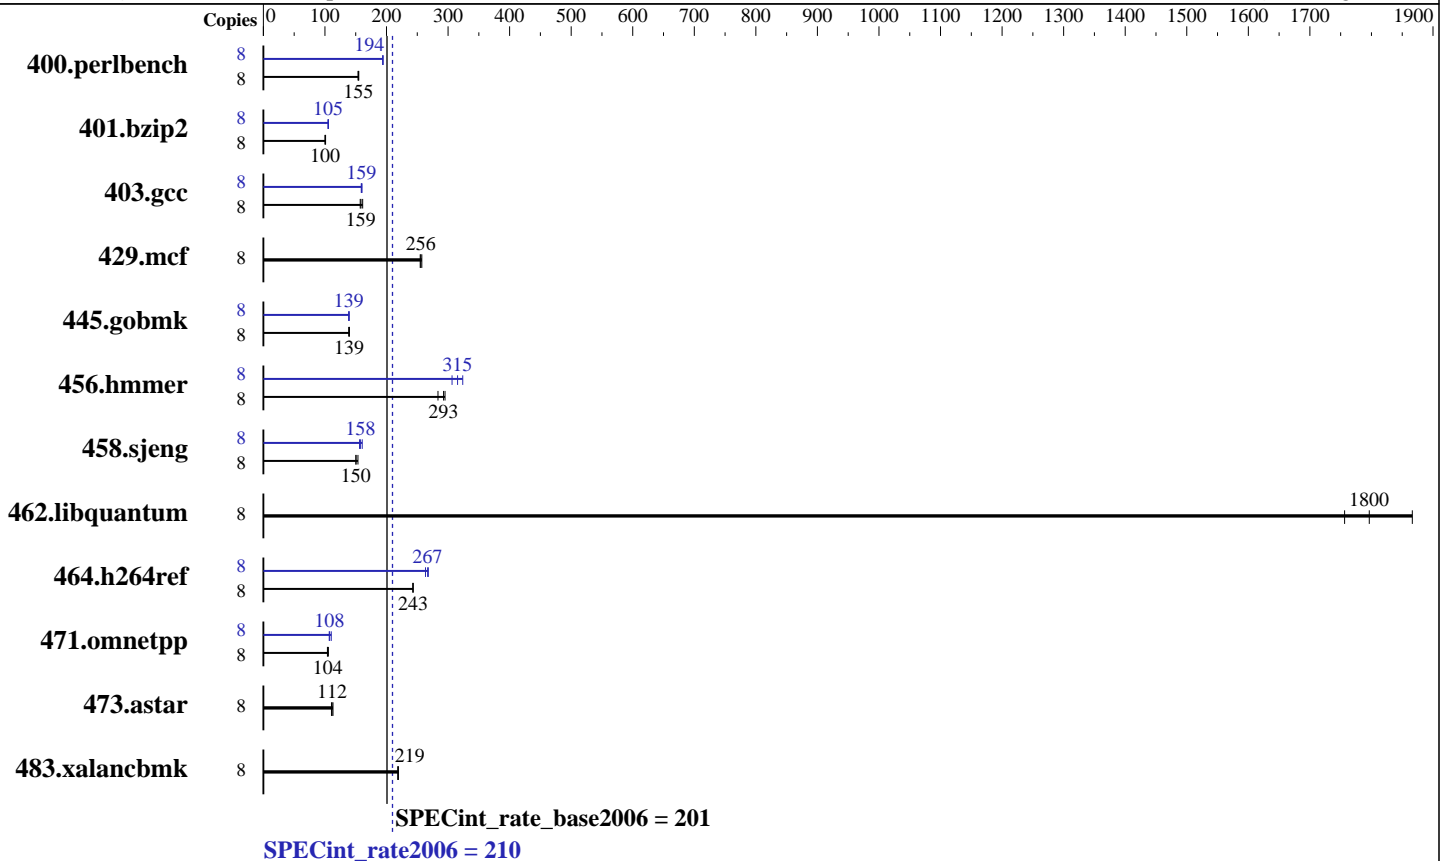 Copies 0 100 200 300 400 500 600 700 800 900 1000 1100 1200 1300 1400 1500 1600 1700 1900
400.perlbench 8 194
8 155
401.bzip2 8 105
8 100
403.gcc 8 159
8 159
429.mcf 8 256
445.gobmk 8 139
8 139
456.hmmer 8 315
8 293
458.sjeng 8 158
8 150
462.libquantum 8 1800
464.h264ref 8 267
8 243
471.omnetpp 8 108
8 104
473.astar 8 112
483.xalancbmk 8 219
SPECint_rate_base2006 = 201
SPECint_rate2006 = 210